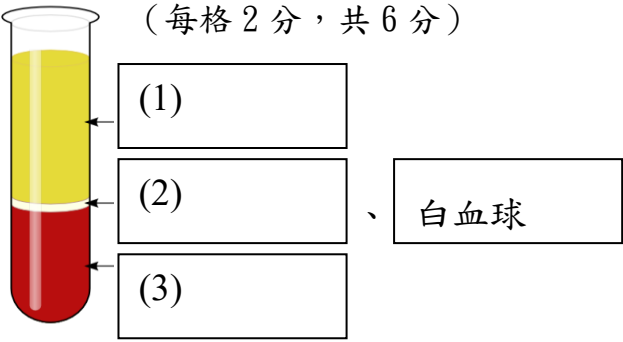 （每格 2 分，共 6 分）
(1)
(2) 、 白血球
(3)